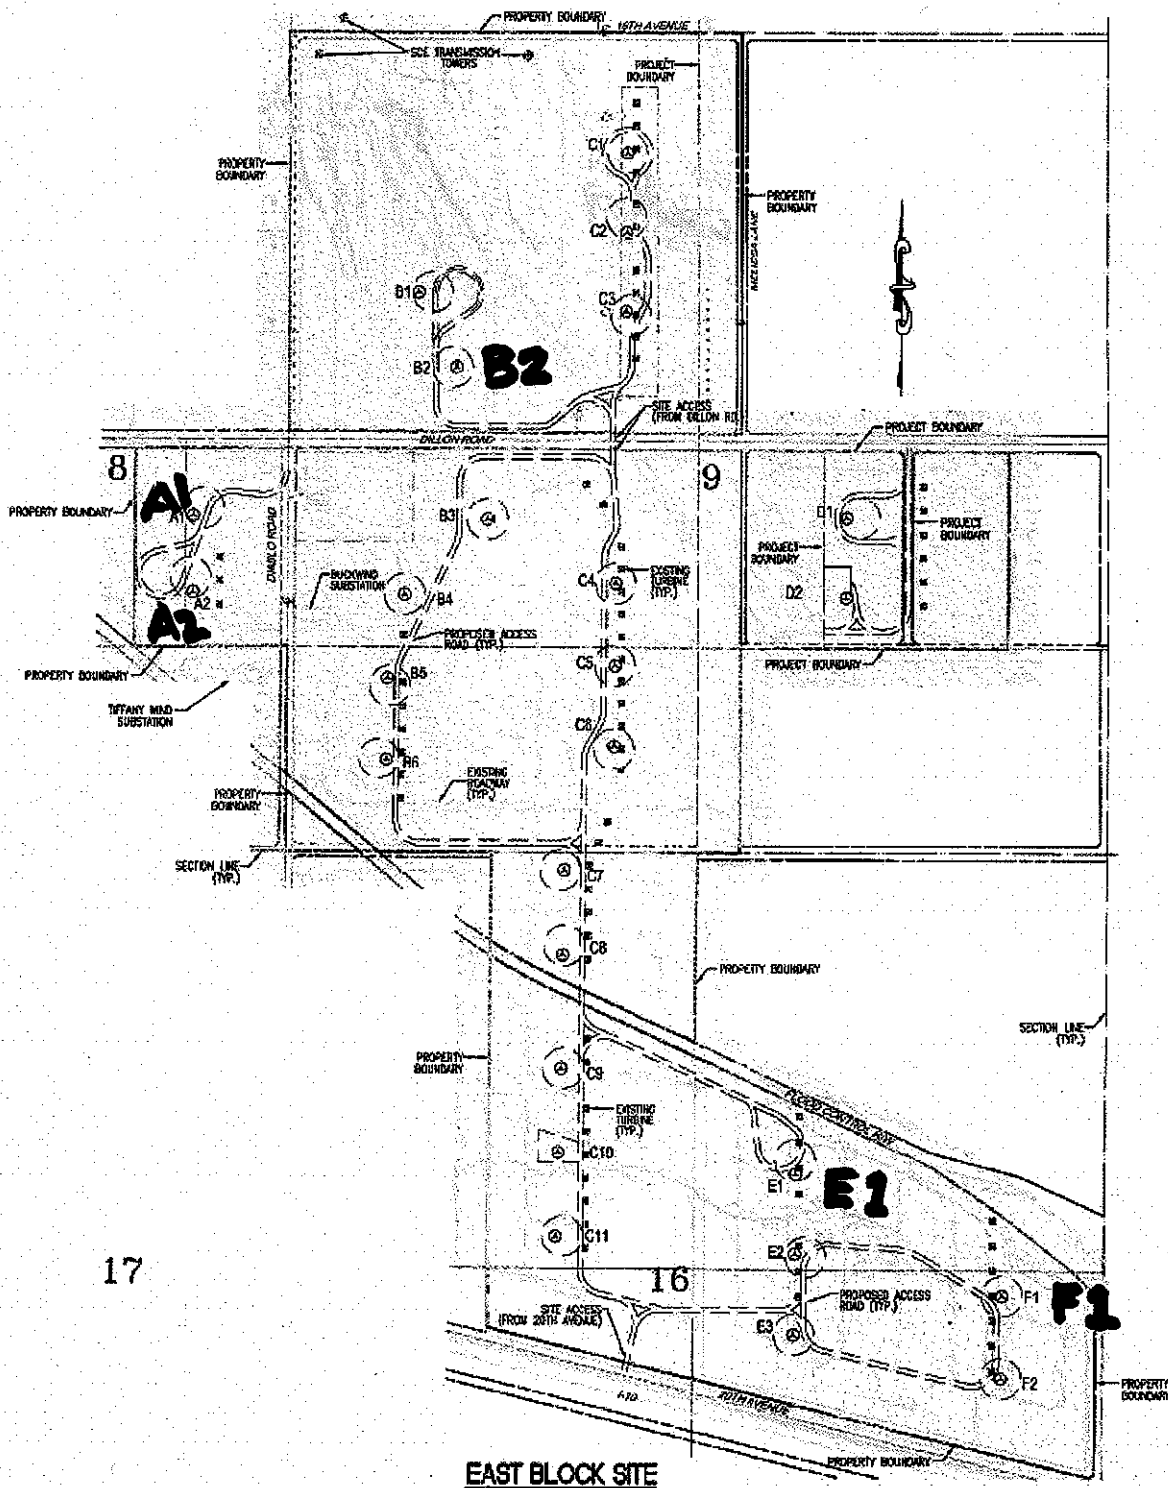 PROPERTY BOUNDARY
16TH AVENUE
SCE TRANSMISSION
TOWERS
PROJECT
BOUNDARY
C1
PROPERTY
BOUNDARY
PROPERTY
BOUNDARY
C2
B1
C3
B2
B2
SITE ACCESS
(FROM DILLON RD.)
DILLON ROAD
PROJECT BOUNDARY
8
9
A1
A1
PROPERTY BOUNDARY
DIABLO ROAD
B3
D1
PROJECT
BOUNDARY
PROJECT
BOUNDARY
BUCKWIND
SUBSTATION
C4
EXISTING
TURBINE
(TYP.)
A2
A2
B4
D2
PROPOSED ACCESS
ROAD (TYP.)
C5
PROJECT BOUNDARY
PROPERTY BOUNDARY
B5
TIFFANY WIND
SUBSTATION
C6
B6
EXISTING
ROADWAY
(TYP.)
PROPERTY
BOUNDARY
SECTION LINE
(TYP.)
C7
C8
PROPERTY BOUNDARY
SECTION LINE
(TYP.)
PROPERTY
BOUNDARY
C9
FLOOD CONTROL ROW
EXISTING
TURBINE
(TYP.)
C10
E1
E1
C11
E2
17
16
PROPOSED ACCESS
ROAD (TYP.)
F1
F1
SITE ACCESS
(FROM 20TH AVENUE)
E3
F2
PROPERTY
BOUNDARY
20TH AVENUE
PROPERTY BOUNDARY
EAST BLOCK SITE